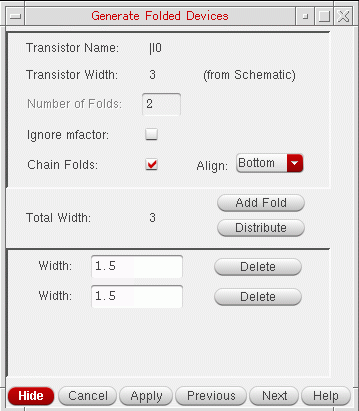 Generate Folded Devices
Transistor Name: |I0
Transistor Width: 3 (from Schematic)
Number of Folds: 2
Ignore mfactor:
Chain Folds: Align: Bottom
Add Fold
Total Width: 3
Distribute
Width: 1.5 Delete
Width: 1.5 Delete
Hide Cancel Apply Previous Next Help